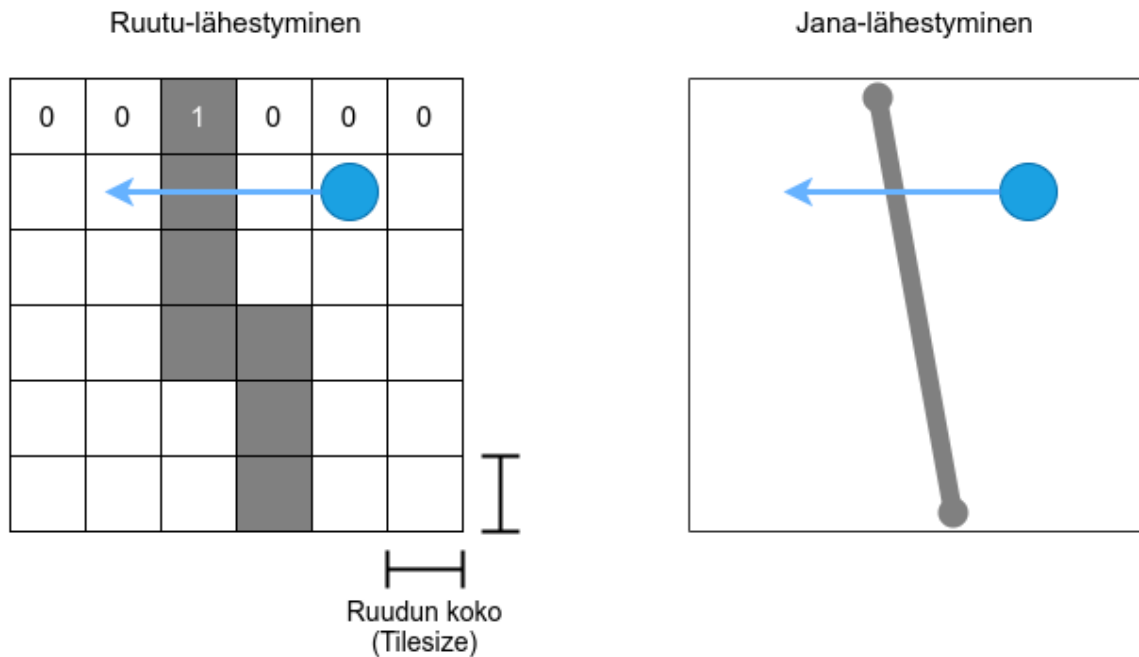 Ruutu-lähestyminen
Jana-lähestyminen
0 0 1 0 0 0
Ruudun koko
(Tilesize)